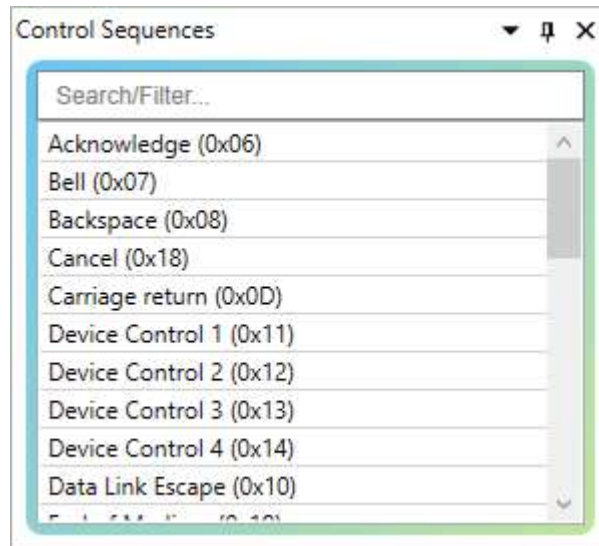 Control Sequences
Search/Filter...
Acknowledge (0x06)
Bell (0x07)
Backspace (0x08)
Cancel (0x18)
Carriage return (0x0D)
Device Control 1 (0x11)
Device Control 2 (0x12)
Device Control 3 (0x13)
Device Control 4 (0x14)
Data Link Escape (0x10)